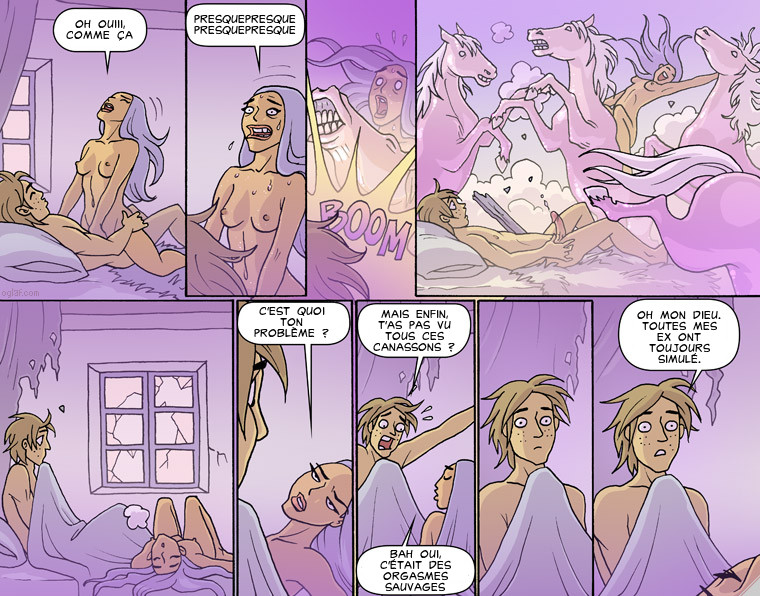 OH OUIII,
COMME ÇA
PRESQUEPRESQUE
PRESQUEPRESQUE
BOOM
oglaf.com
C'EST QUOI
TON
PROBLÈME ?
MAIS ENFIN,
T'AS PAS VU
TOUS CES
CANASSONS ?
BAH OUI,
C'ÉTAIT DES
ORGASMES
SAUVAGES
OH MON DIEU.
TOUTES MES
EX ONT
TOUJOURS
SIMULÉ.